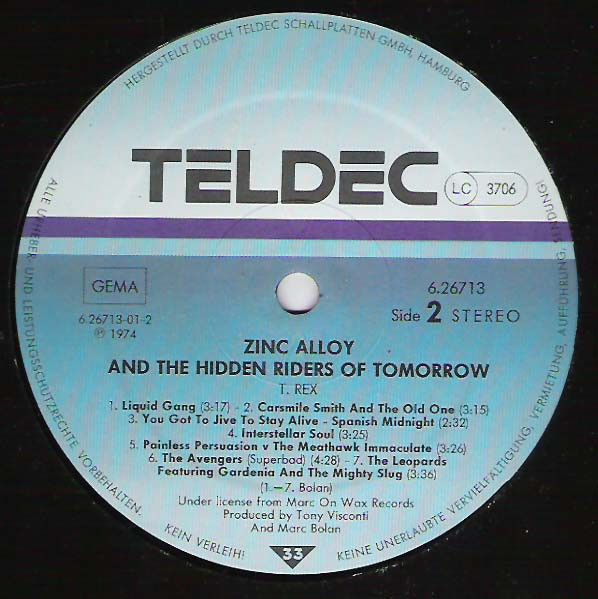 HERGESTELLT DURCH TELDEC SCHALLPLATTEN GMBH, HAMBURG
TELDEC
LC 3706
GEMA
6.26713-01-2
℗ 1974
6.26713
Side 2 STEREO
ZINC ALLOY
AND THE HIDDEN RIDERS OF TOMORROW
T. REX
1. Liquid Gang (3:17) - 2. Carsmile Smith And The Old One (3:15)
3. You Got To Jive To Stay Alive - Spanish Midnight (2:32)
4. Interstellar Soul (3:25)
5. Painless Persuasion v The Meathawk Immaculate (3:26)
6. The Avengers (Superbad) (4:28) - 7. The Leopards
Featuring Gardenia And The Mighty Slug (3:36)
(1.—7. Bolan)
Under license from Marc On Wax Records
Produced by Tony Visconti
And Marc Bolan
33
ALLE URHEBER- UND LEISTUNGSSCHUTZRECHTE VORBEHALTEN.
KEIN VERLEIH!
KEINE UNERLAUBTE VERVIELFÄLTIGUNG, VERMIETUNG, AUFFÜHRUNG, SENDUNG!